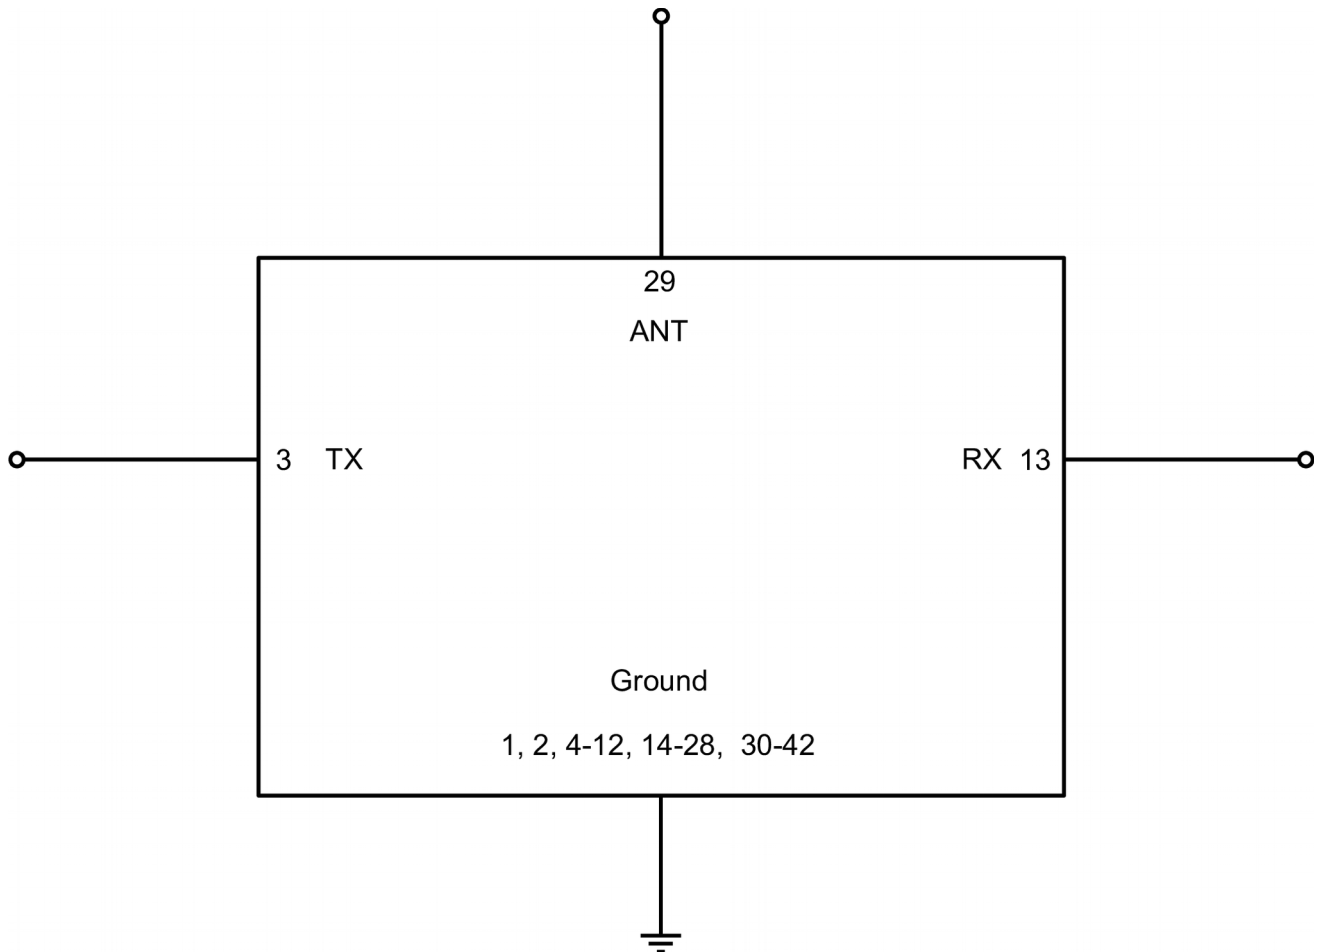 29
ANT
3 TX
RX 13
Ground
1, 2, 4-12, 14-28, 30-42